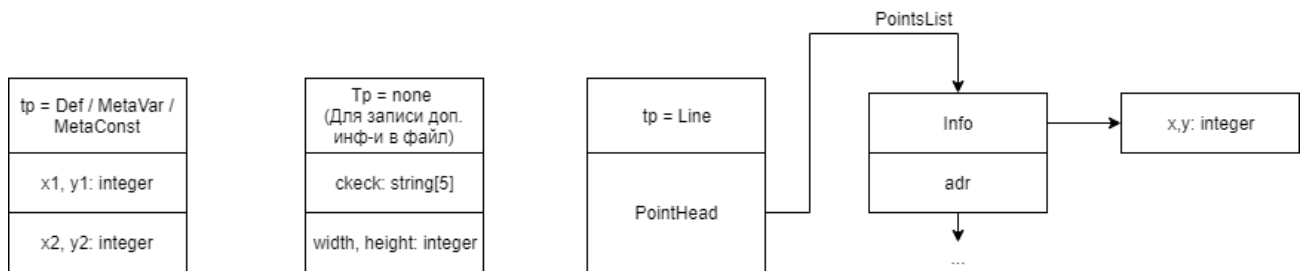 PointsList
tp = Def / MetaVar /
MetaConst
x1, y1: integer
x2, y2: integer
Tp = none
(Для записи доп.
инф-и в файл)
ckeck: string[5]
width, height: integer
tp = Line
PointHead
Info
adr
...
x,y: integer